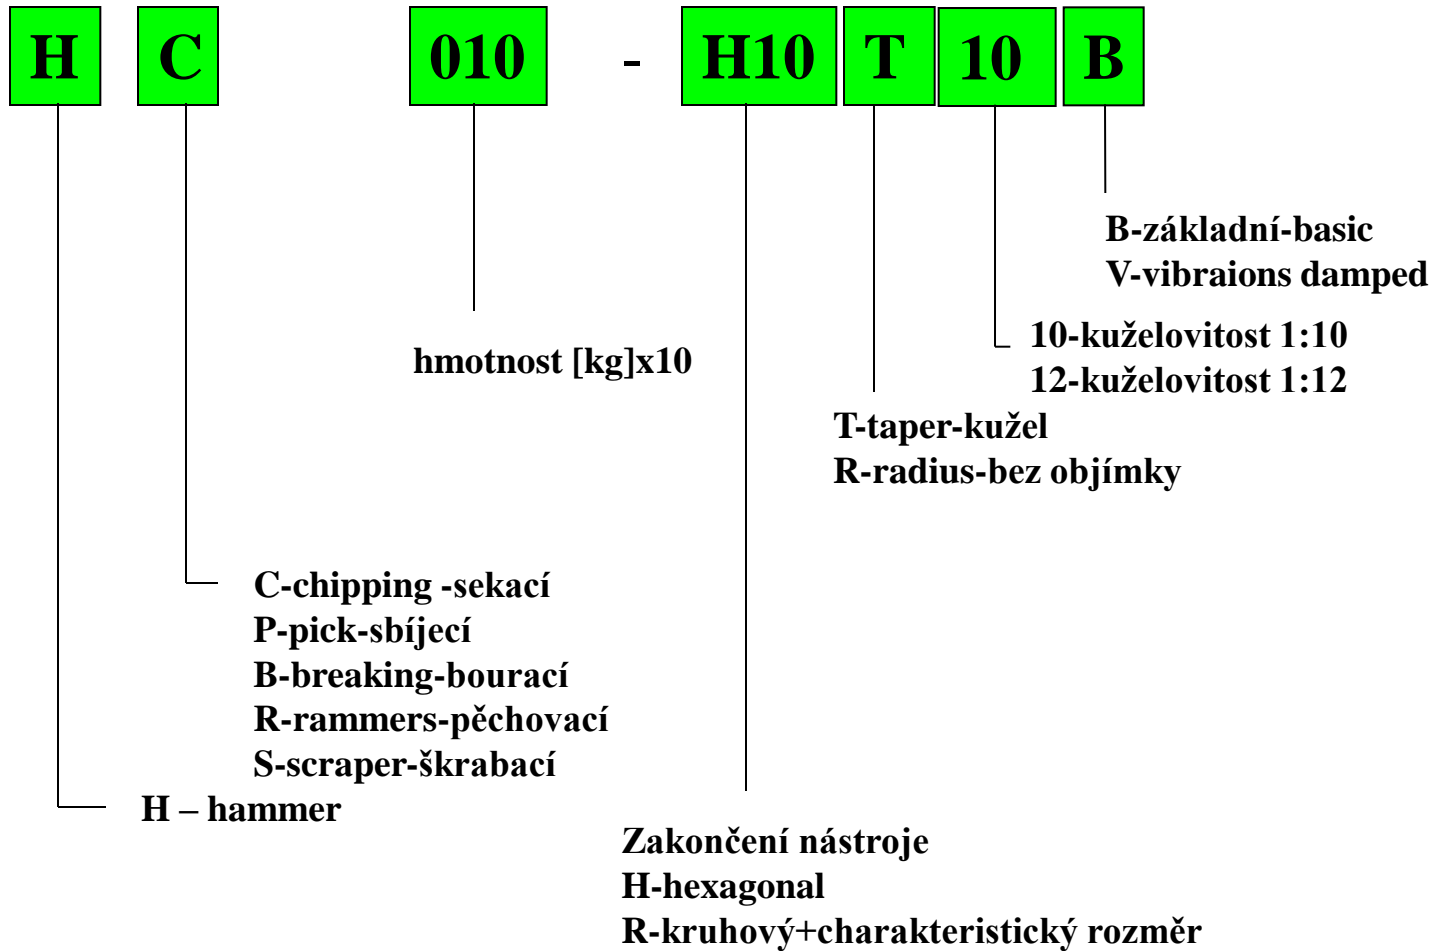 H C 010 - H10 T 10 B
B-základní-basic
V-vibraions damped
10-kuželovitost 1:10
12-kuželovitost 1:12
hmotnost [kg]x10
T-taper-kužel
R-radius-bez objímky
C-chipping -sekací
P-pick-sbíjecí
B-breaking-bourací
R-rammers-pěchovací
S-scraper-škrabací
H – hammer
Zakončení nástroje
H-hexagonal
R-kruhový+charakteristický rozměr